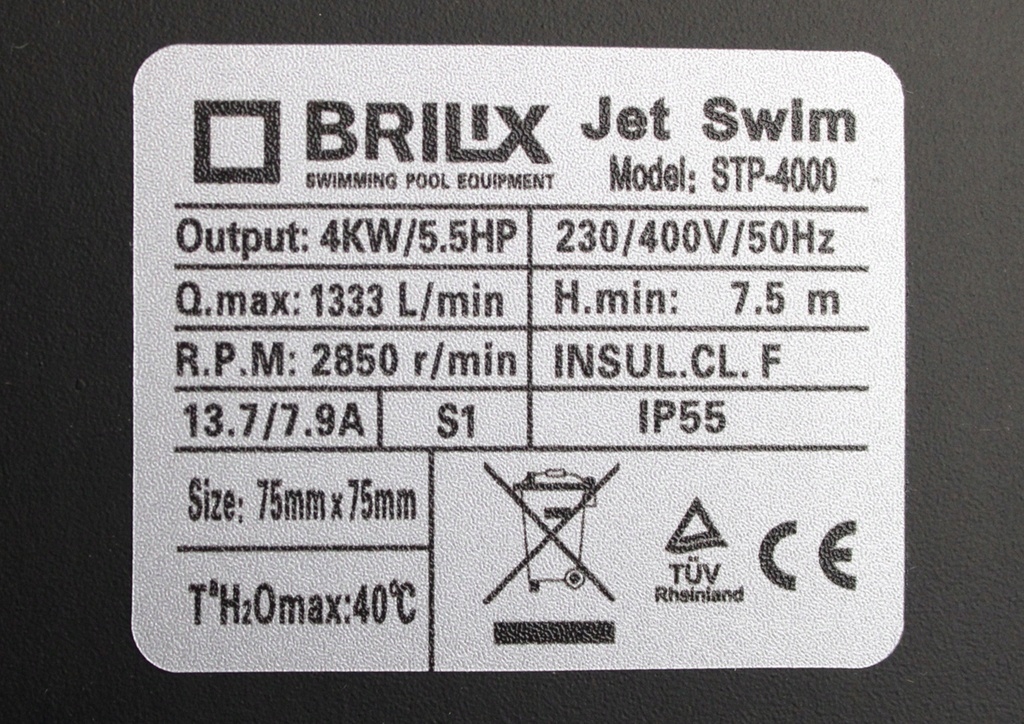 BRILIX Jet Swim
SWIMMING POOL EQUIPMENT Model: STP-4000
Output: 4KW/5.5HP 230/400V/50Hz
Q.max: 1333 L/min H.min: 7.5 m
R.P.M: 2850 r/min INSUL.CL. F
13.7/7.9A S1 IP55
Size: 75mm x 75mm
TªH₂Omax:40℃
TÜV
Rheinland
CE